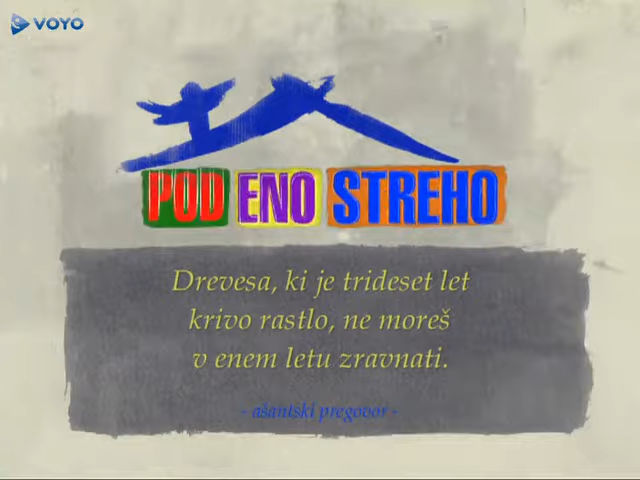 VOYO
POD ENO STREHO
Drevesa, ki je trideset let
krivo rastlo, ne moreš
v enem letu zravnati.
- ašantski pregovor -